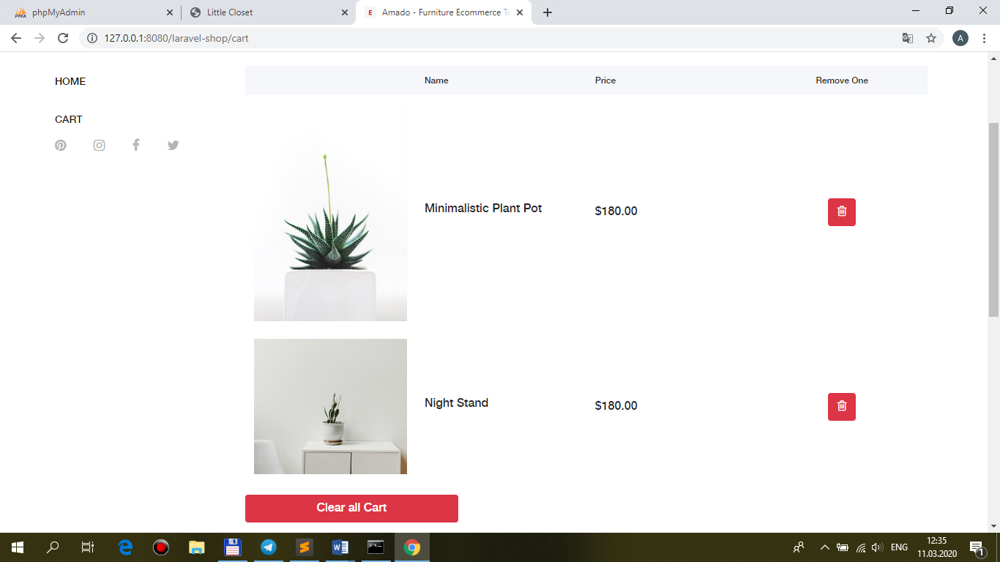 phpMyAdmin
Little Closet
Amado - Furniture Ecommerce Te
127.0.0.1:8080/laravel-shop/cart
A
HOME
CART
Name Price Remove One
Minimalistic Plant Pot $180.00
Night Stand $180.00
Clear all Cart
ENG
12:35
11.03.2020
1